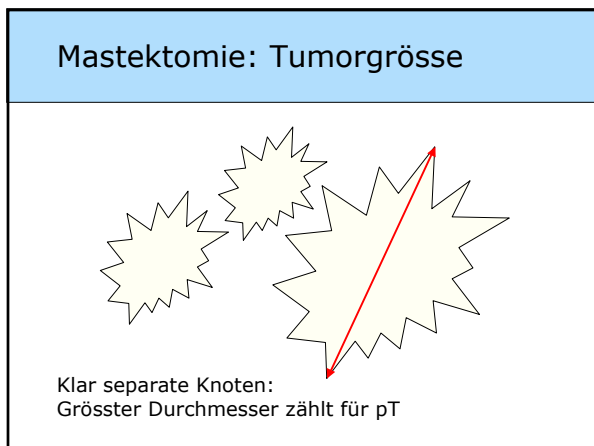 Mastektomie: Tumorgrösse
Klar separate Knoten:
Grösster Durchmesser zählt für pT